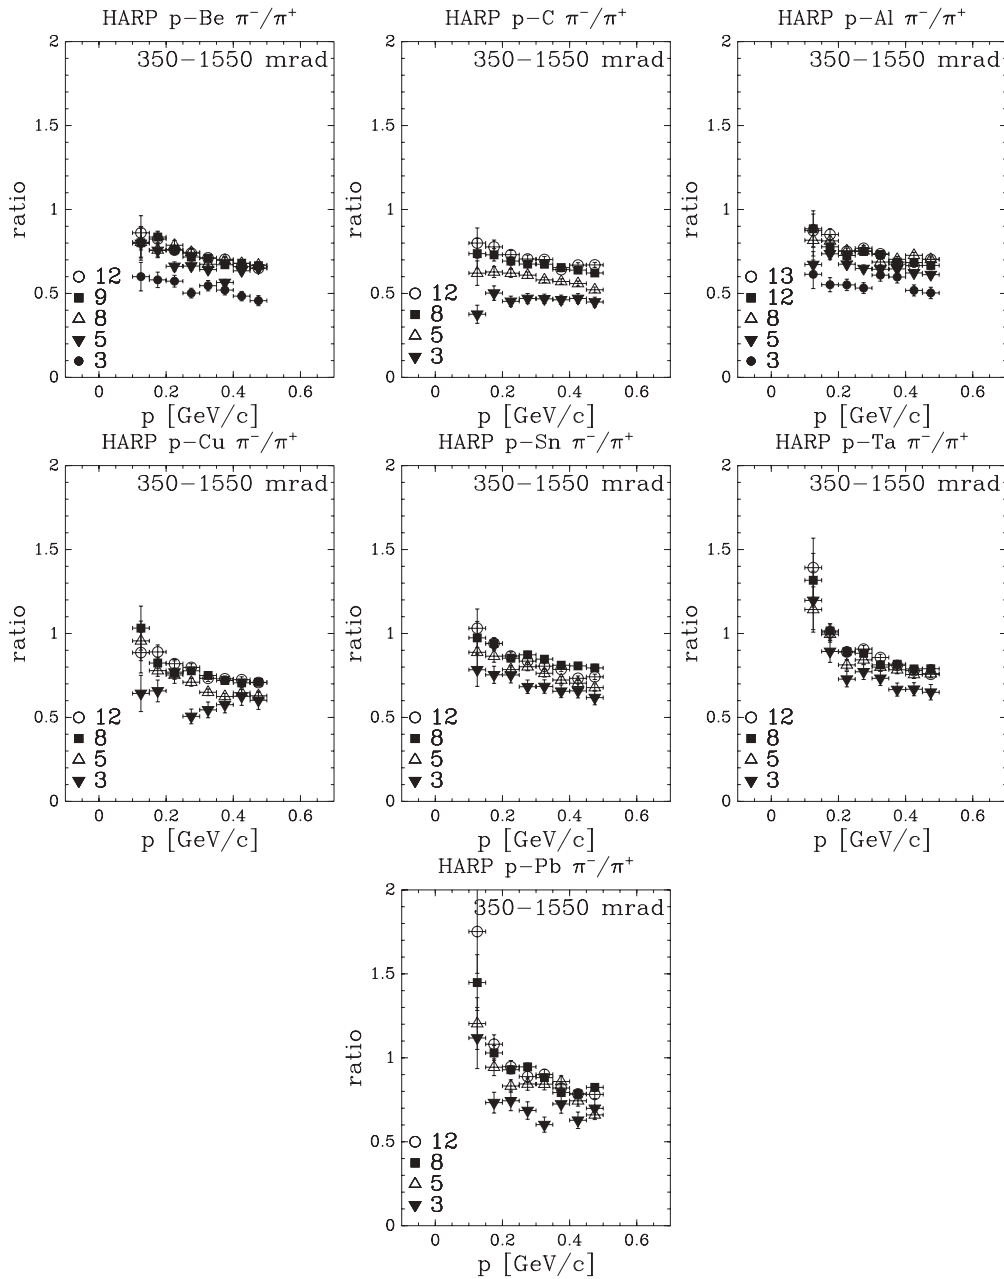 HARP p-Be π⁻/π⁺
350-1550 mrad
2
1.5
1
0.5
0
ratio
12
9
8
5
3
0 0.2 0.4 0.6
p [GeV/c]
HARP p-C π⁻/π⁺
350-1550 mrad
2
1.5
1
0.5
0
ratio
12
8
5
3
0 0.2 0.4 0.6
p [GeV/c]
HARP p-Al π⁻/π⁺
350-1550 mrad
2
1.5
1
0.5
0
ratio
13
12
8
5
3
0 0.2 0.4 0.6
p [GeV/c]
HARP p-Cu π⁻/π⁺
350-1550 mrad
2
1.5
1
0.5
0
ratio
12
8
5
3
0 0.2 0.4 0.6
p [GeV/c]
HARP p-Sn π⁻/π⁺
350-1550 mrad
2
1.5
1
0.5
0
ratio
12
8
5
3
0 0.2 0.4 0.6
p [GeV/c]
HARP p-Ta π⁻/π⁺
350-1550 mrad
2
1.5
1
0.5
0
ratio
12
8
5
3
0 0.2 0.4 0.6
p [GeV/c]
HARP p-Pb π⁻/π⁺
350-1550 mrad
2
1.5
1
0.5
0
ratio
12
8
5
3
0 0.2 0.4 0.6
p [GeV/c]